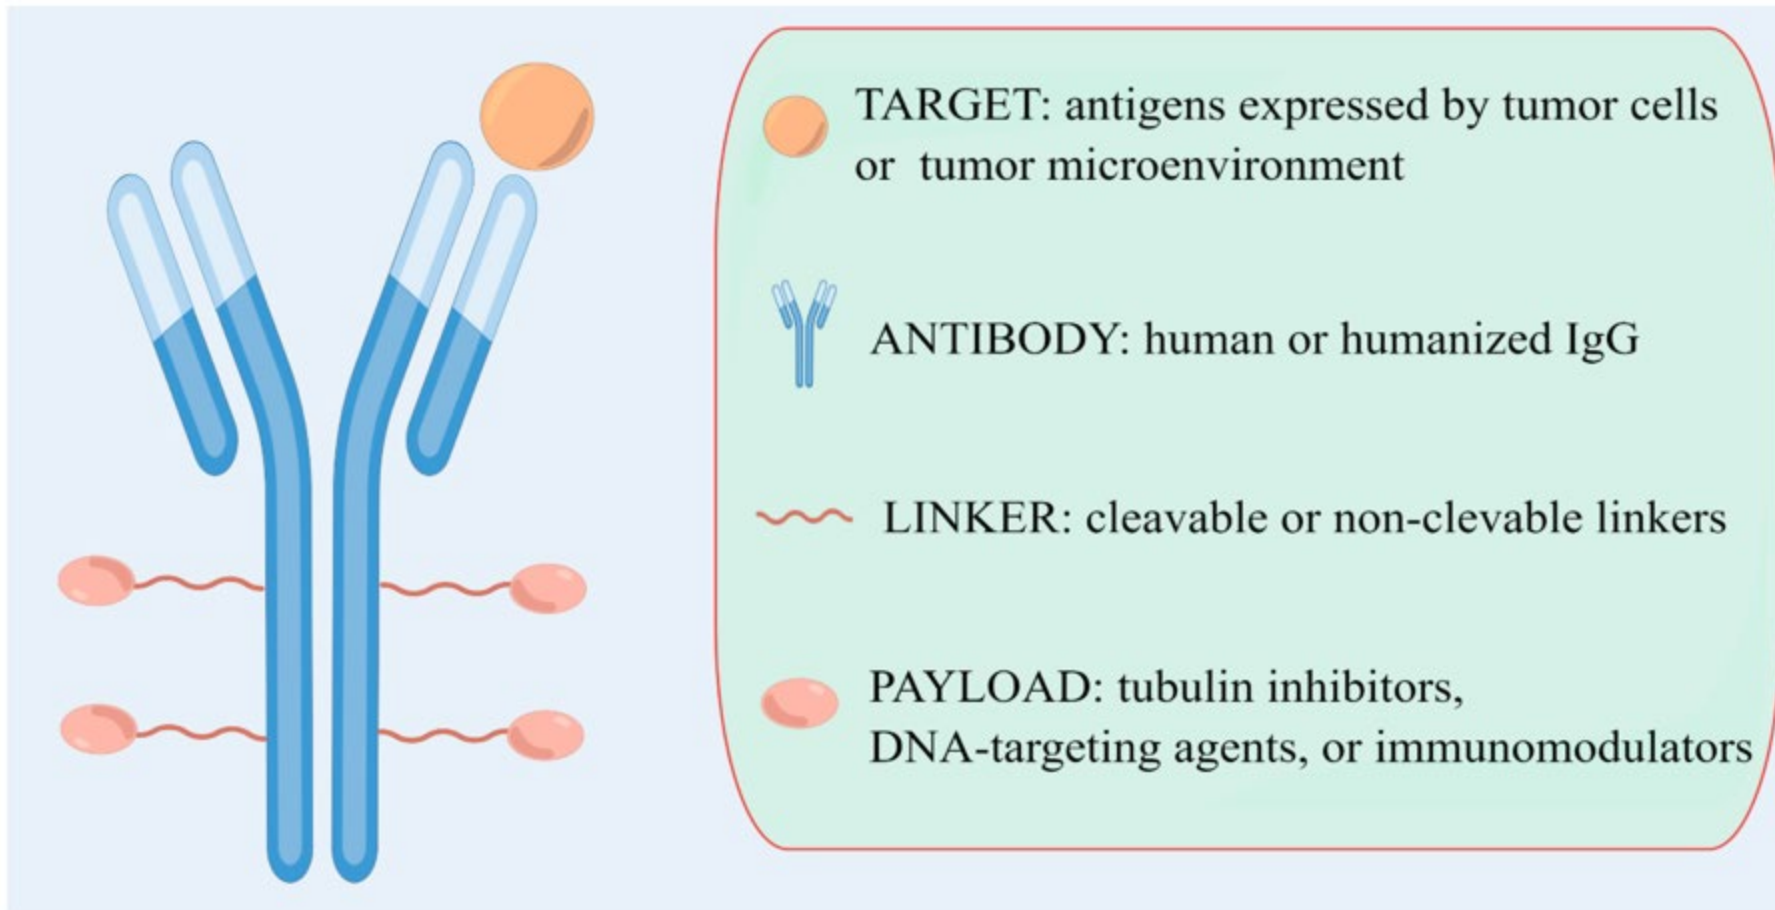 TARGET: antigens expressed by tumor cells
or tumor microenvironment
ANTIBODY: human or humanized IgG
LINKER: cleavable or non-clevable linkers
PAYLOAD: tubulin inhibitors,
DNA-targeting agents, or immunomodulators